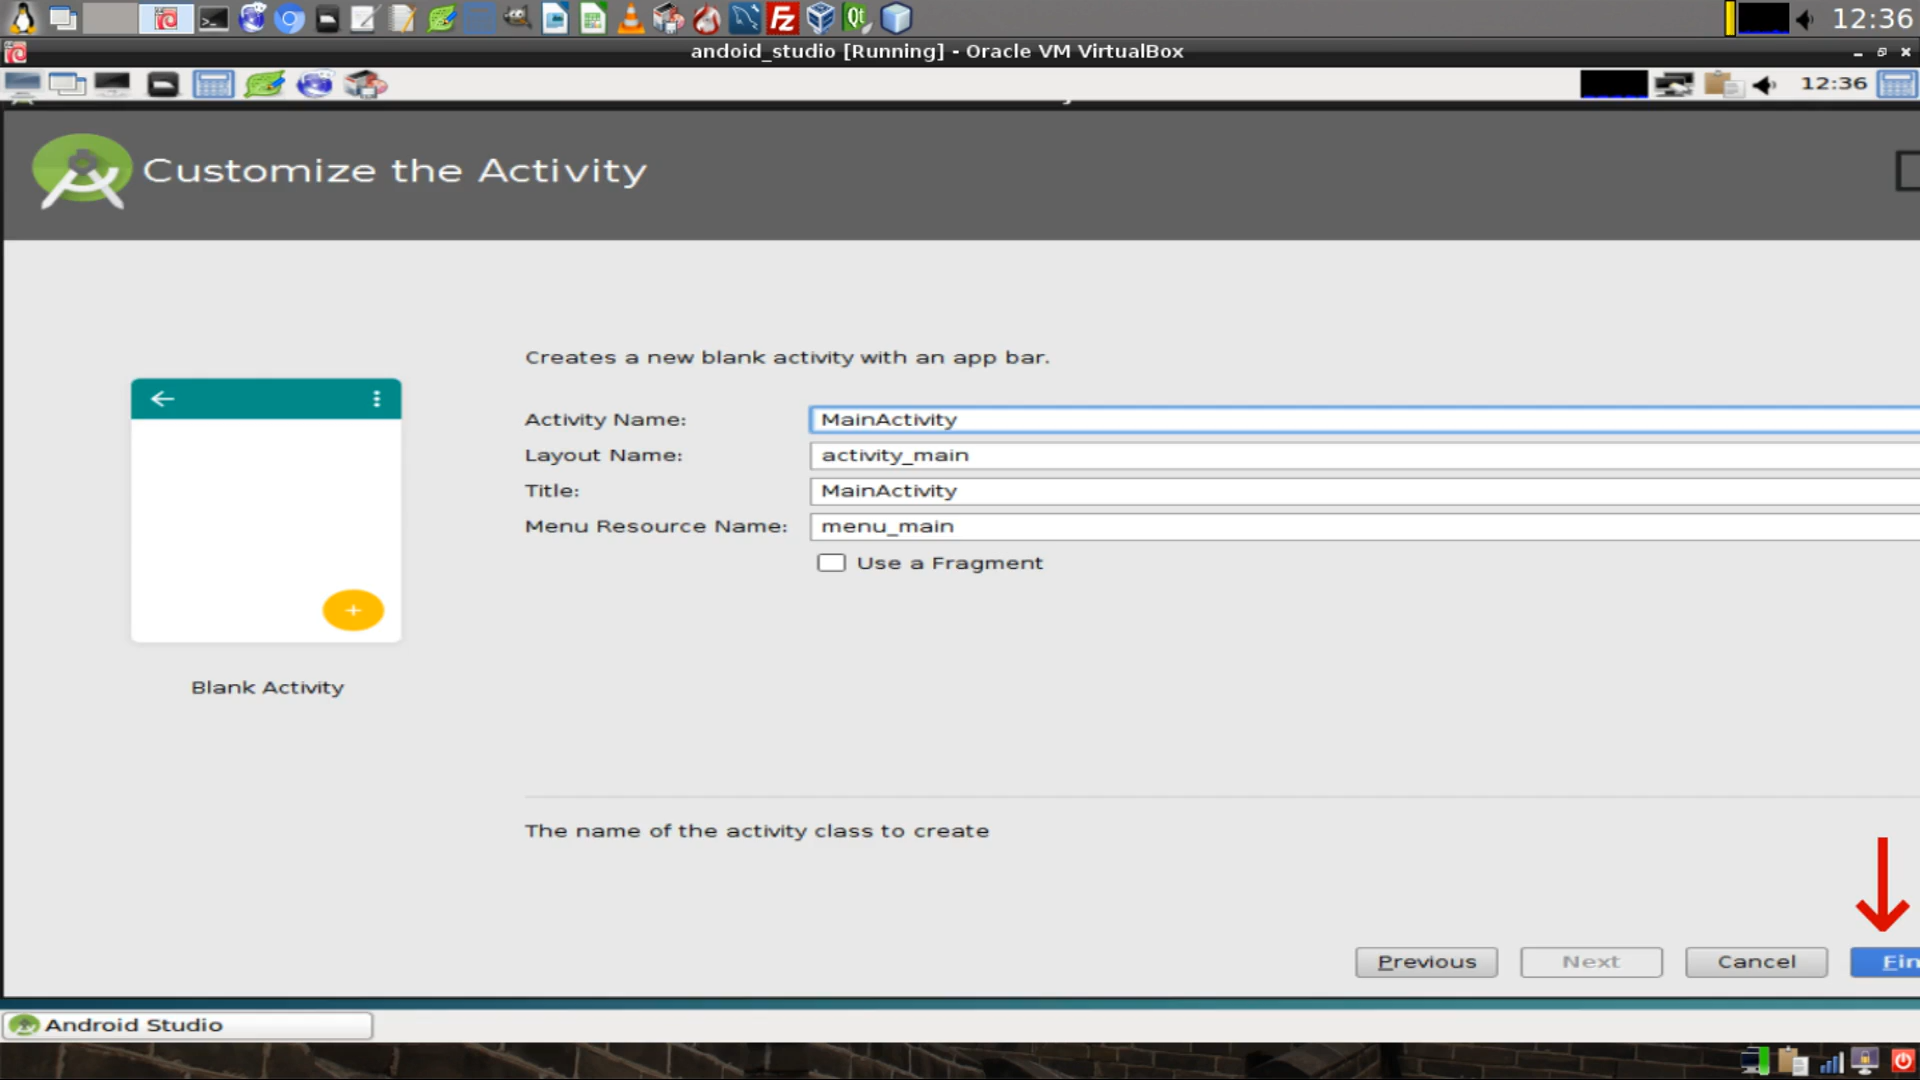 12:36
andoid_studio [Running] - Oracle VM VirtualBox
12:36
Customize the Activity
Creates a new blank activity with an app bar.
Activity Name: MainActivity
Layout Name: activity_main
Title: MainActivity
Menu Resource Name: menu_main
Use a Fragment
Blank Activity
The name of the activity class to create
Previous Next Cancel Fin
Android Studio